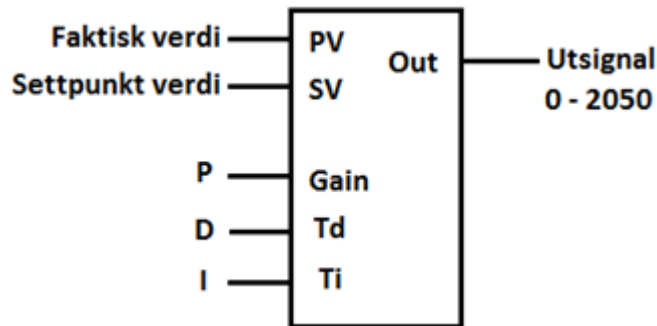 Faktisk verdi PV
Out Utsignal
Settpunkt verdi SV
0 - 2050
P Gain
D Td
I Ti